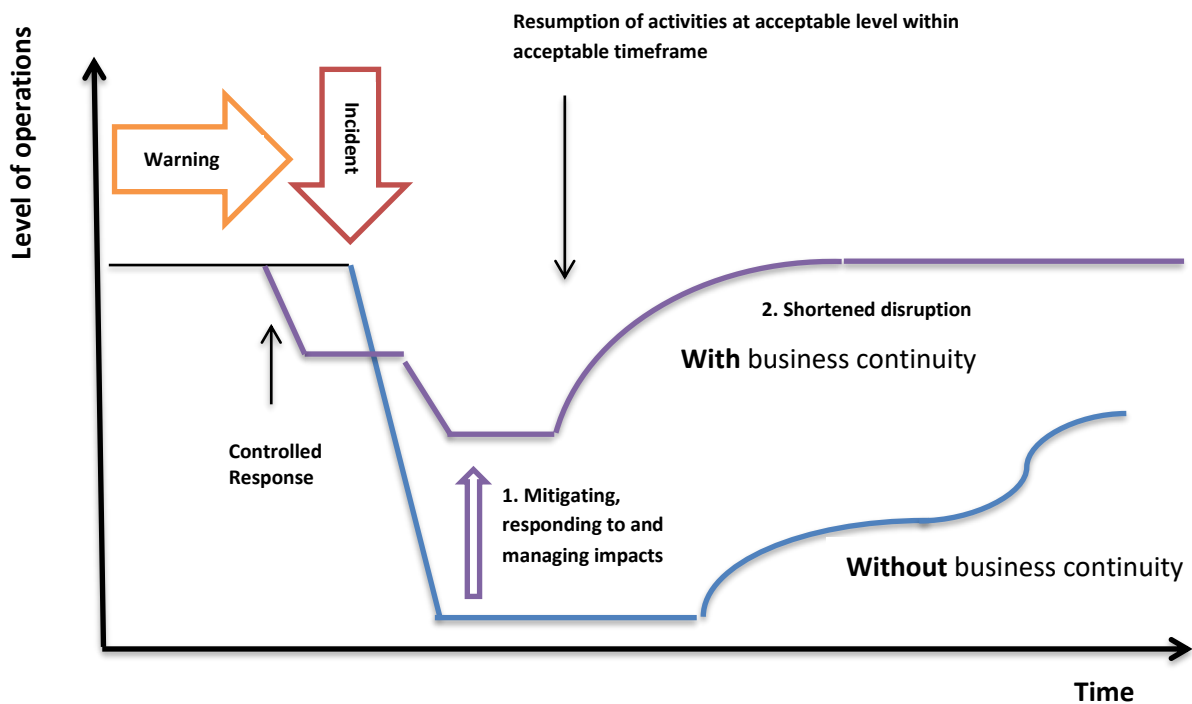 Resumption of activities at acceptable level within
acceptable timeframe
Level of operations
Warning
Incident
2. Shortened disruption
With business continuity
Controlled
Response
1. Mitigating,
responding to and
managing impacts
Without business continuity
Time